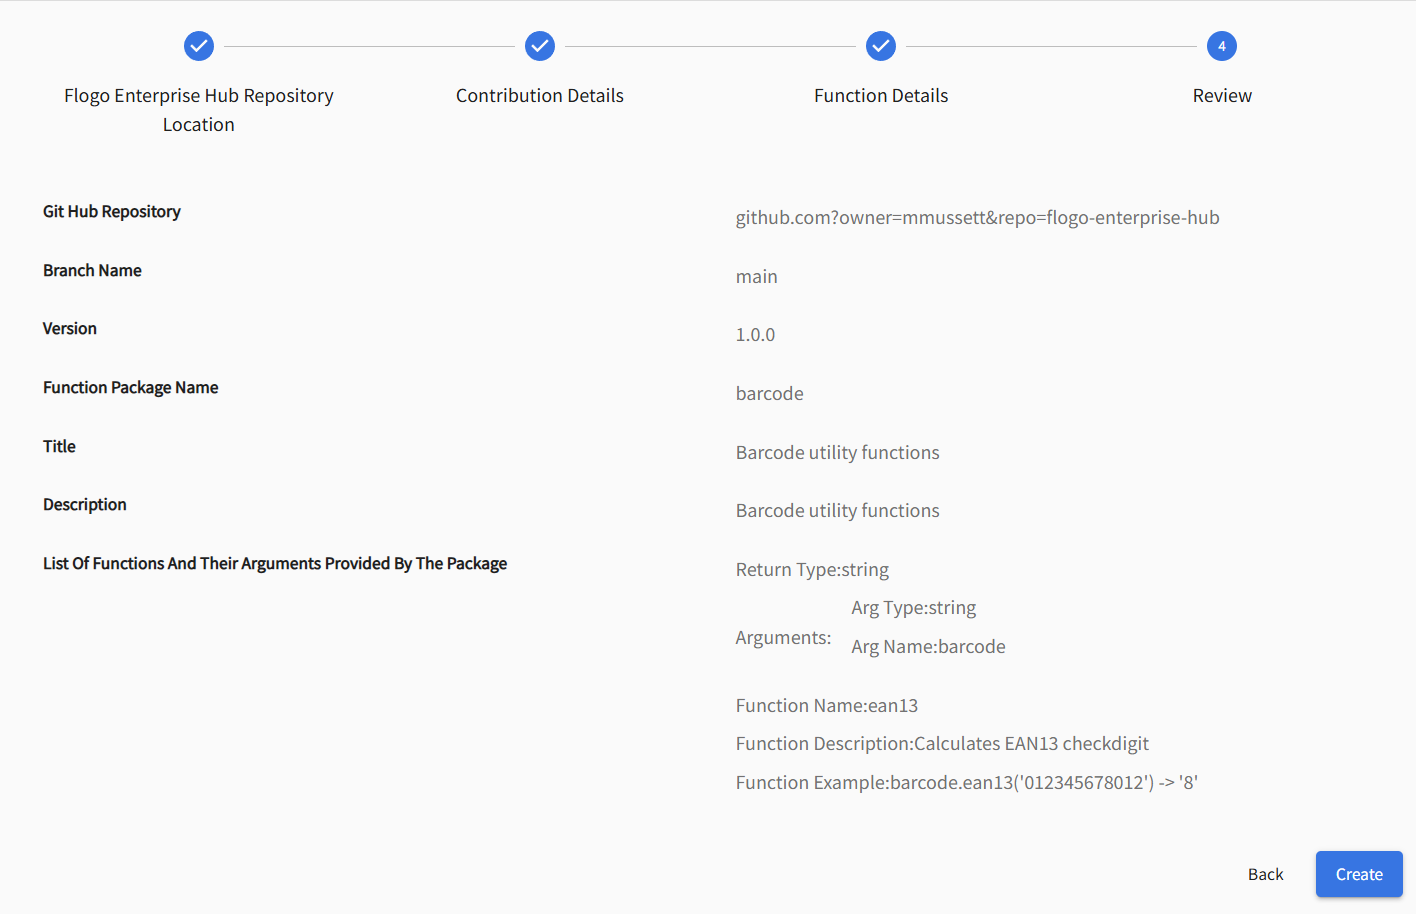 4
Flogo Enterprise Hub Repository
Location
Contribution Details
Function Details
Review
Git Hub Repository
github.com?owner=mmussett&repo=flogo-enterprise-hub
Branch Name
main
Version
1.0.0
Function Package Name
barcode
Title
Barcode utility functions
Description
Barcode utility functions
List Of Functions And Their Arguments Provided By The Package
Return Type:string
Arguments:
Arg Type:string
Arg Name:barcode
Function Name:ean13
Function Description:Calculates EAN13 checkdigit
Function Example:barcode.ean13('012345678012') -> '8'
Back
Create